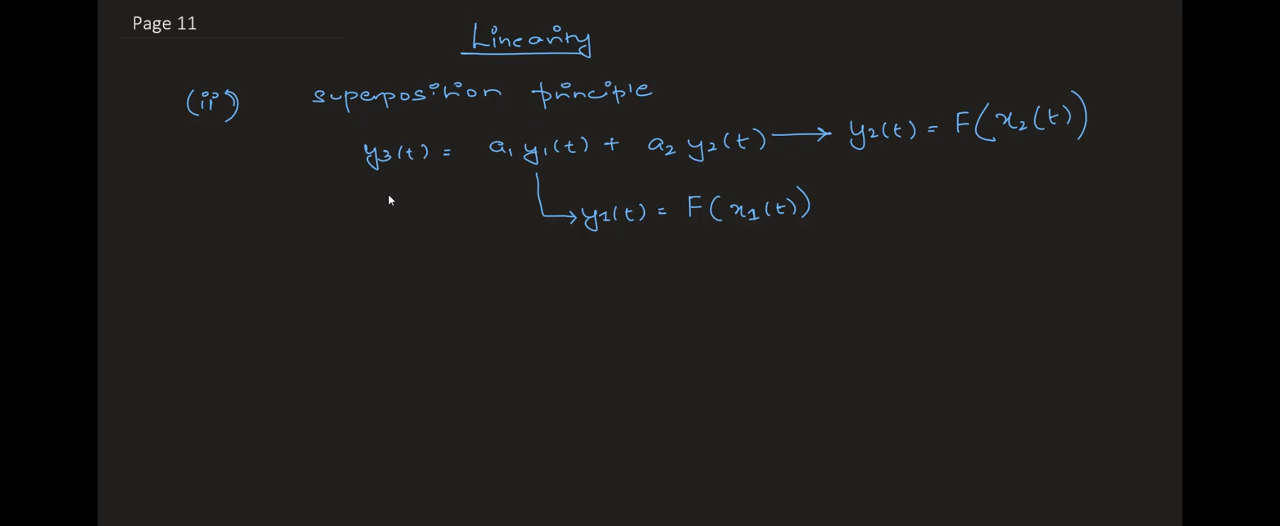 Page 11
Linearity
(ii) superposition principle
y3(t) = a1 y1(t) + a2 y2(t) → y2(t) = F(x2(t))
→ y1(t) = F(x1(t))